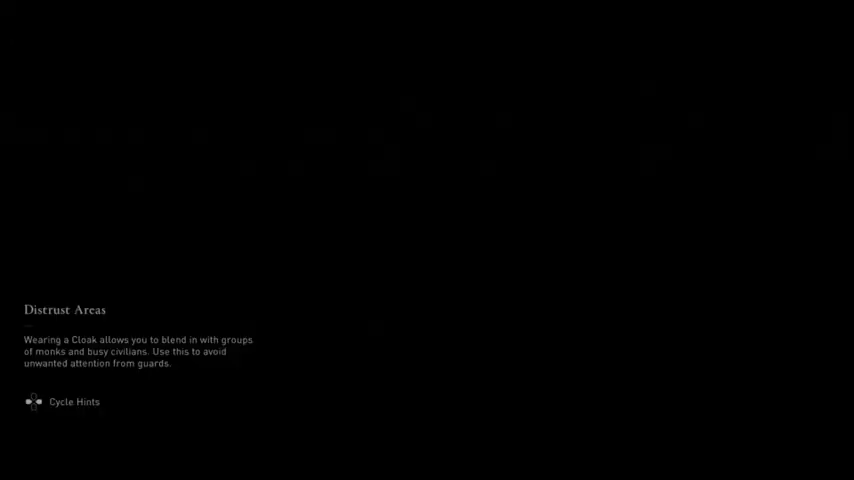 Distrust Areas
Wearing a Cloak allows you to blend in with groups
of monks and busy civilians. Use this to avoid
unwanted attention from guards.
Cycle Hints